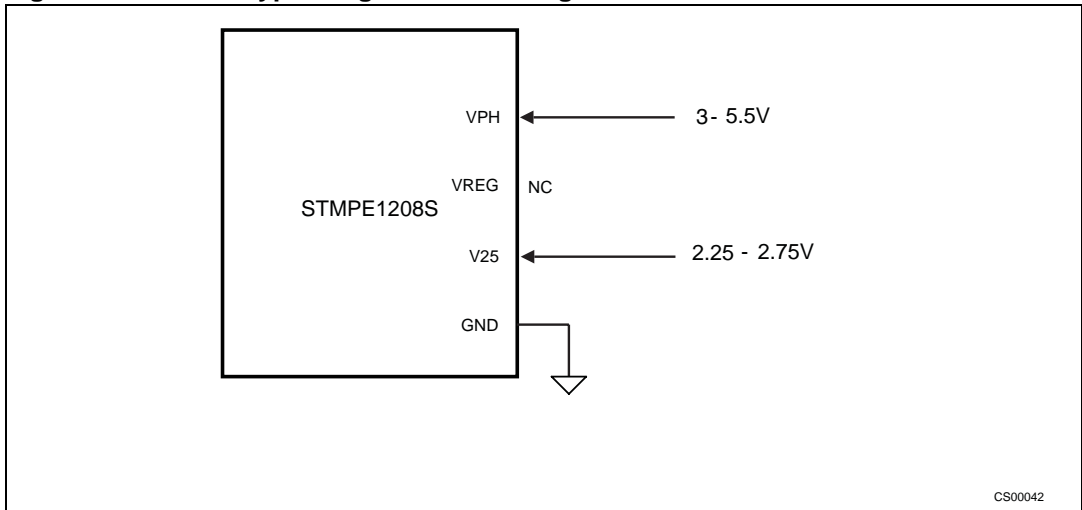 VPH
3- 5.5V
VREG
NC
STMPE1208S
V25
2.25 - 2.75V
GND
CS00042